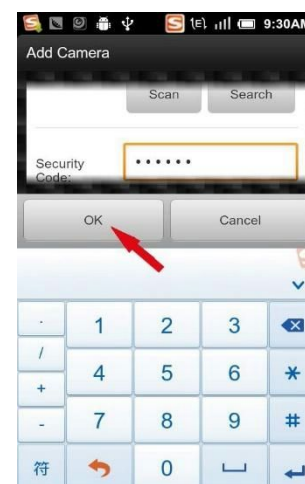 9:30AM
Add Camera
Scan Search
Security
Code: ••••••
OK Cancel
. 1 2 3
/ 4 5 6 *
+
- 7 8 9 #
符 0